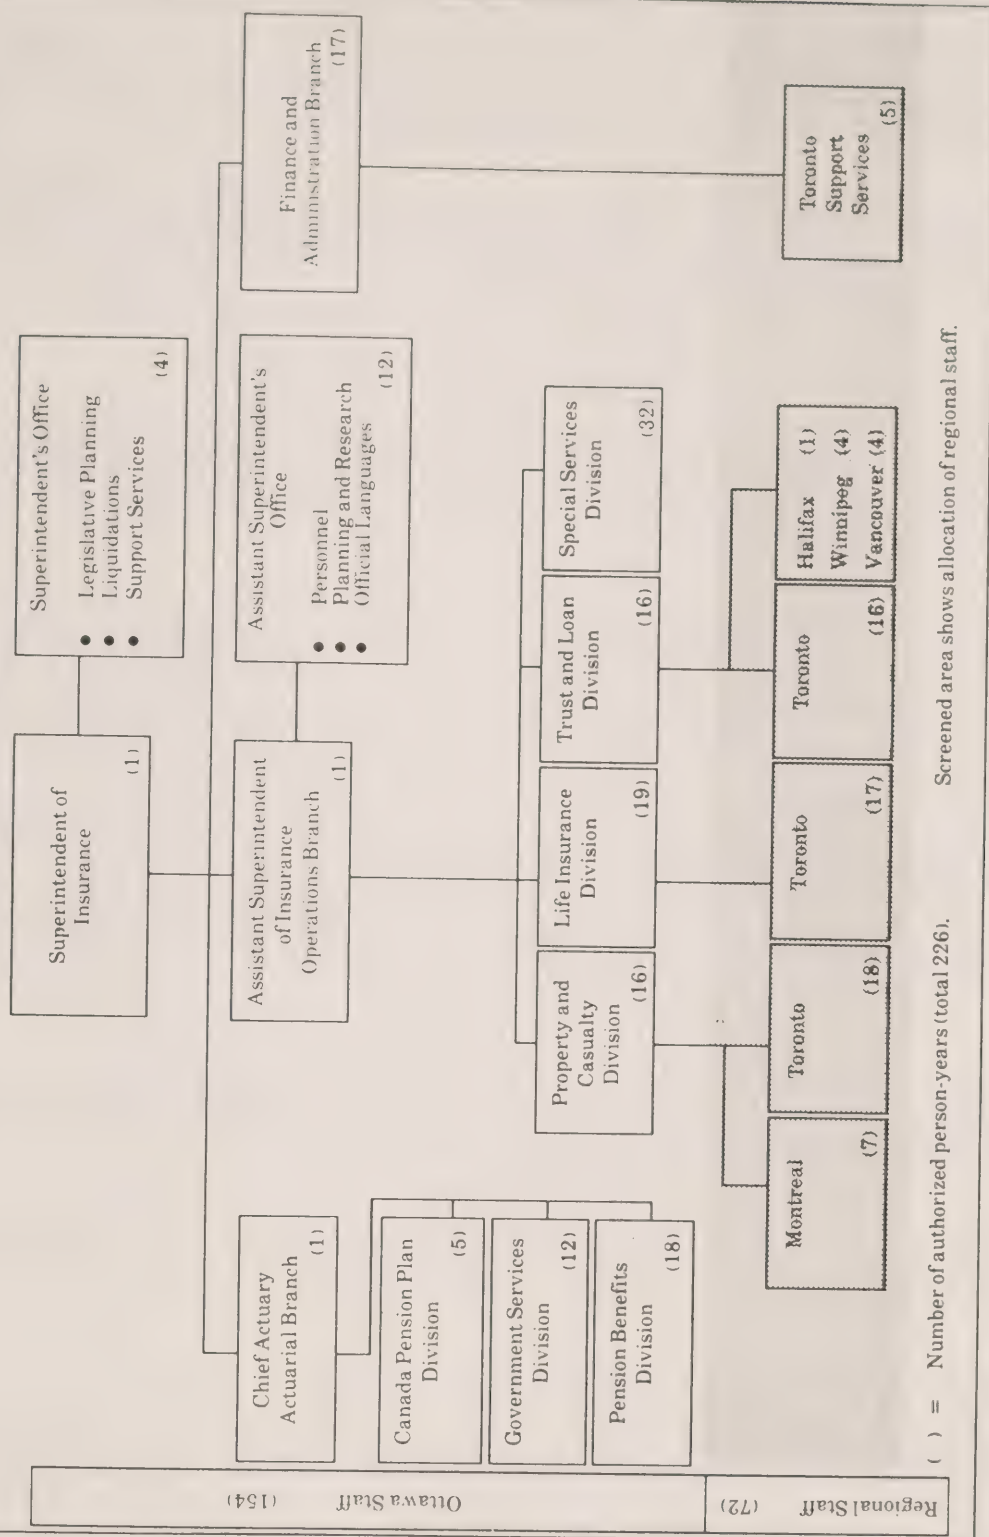 Superintendent of
Insurance
(1)
Superintendent's Office
● Legislative Planning
● Liquidations
● Support Services
(4)
Chief Actuary
Actuarial Branch
(1)
Assistant Superintendent
of Insurance
Operations Branch
(1)
Assistant Superintendent's
Office
● Personnel
● Planning and Research
● Official Languages
(12)
Finance and
Administration Branch
(17)
Canada Pension Plan
Division
(5)
Government Services
Division
(12)
Pension Benefits
Division
(18)
Property and
Casualty
Division
(16)
Life Insurance
Division
(19)
Trust and Loan
Division
(16)
Special Services
Division
(32)
Montreal
(7)
Toronto
(18)
Toronto
(17)
Toronto
(16)
Halifax (1)
Winnipeg (4)
Vancouver (4)
Toronto
Support
Services
(5)
Ottawa Staff (154)
Regional Staff (72)
( ) = Number of authorized person-years (total 226). Screened area shows allocation of regional staff.